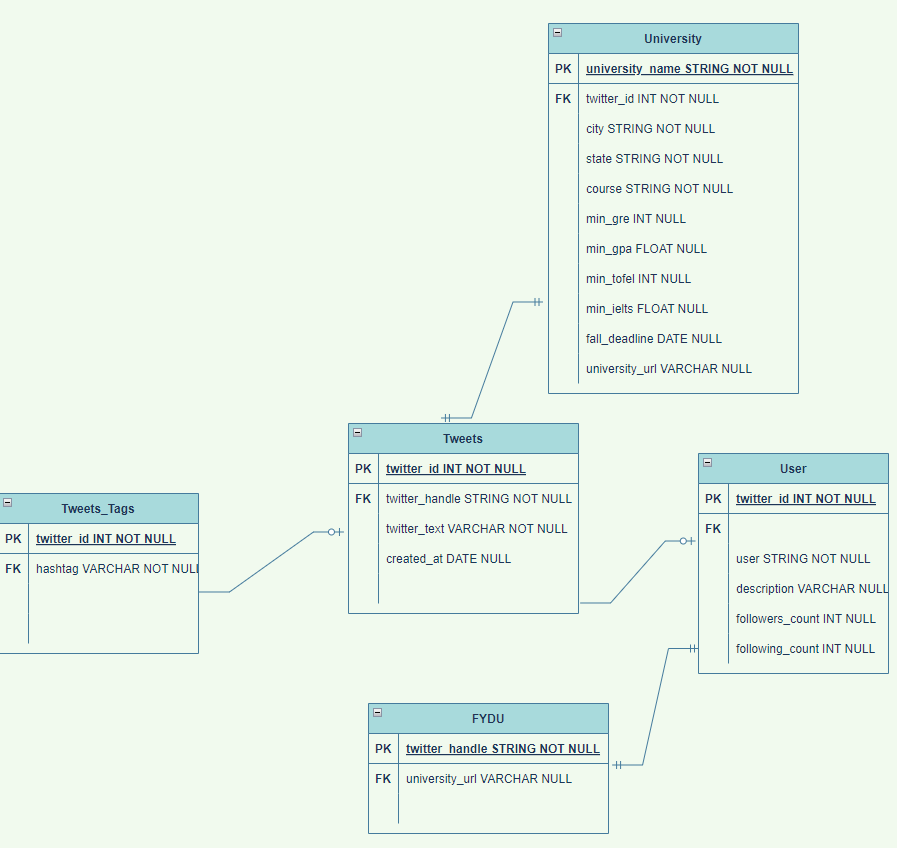 University
PK university_name STRING NOT NULL
FK twitter_id INT NOT NULL
city STRING NOT NULL
state STRING NOT NULL
course STRING NOT NULL
min_gre INT NULL
min_gpa FLOAT NULL
min_tofel INT NULL
min_ielts FLOAT NULL
fall_deadline DATE NULL
university_url VARCHAR NULL
Tweets
PK twitter_id INT NOT NULL
FK twitter_handle STRING NOT NULL
twitter_text VARCHAR NOT NULL
created_at DATE NULL
User
PK twitter_id INT NOT NULL
FK
user STRING NOT NULL
description VARCHAR NULL
followers_count INT NULL
following_count INT NULL
Tweets_Tags
PK twitter_id INT NOT NULL
FK hashtag VARCHAR NOT NULL
FYDU
PK twitter_handle STRING NOT NULL
FK university_url VARCHAR NULL